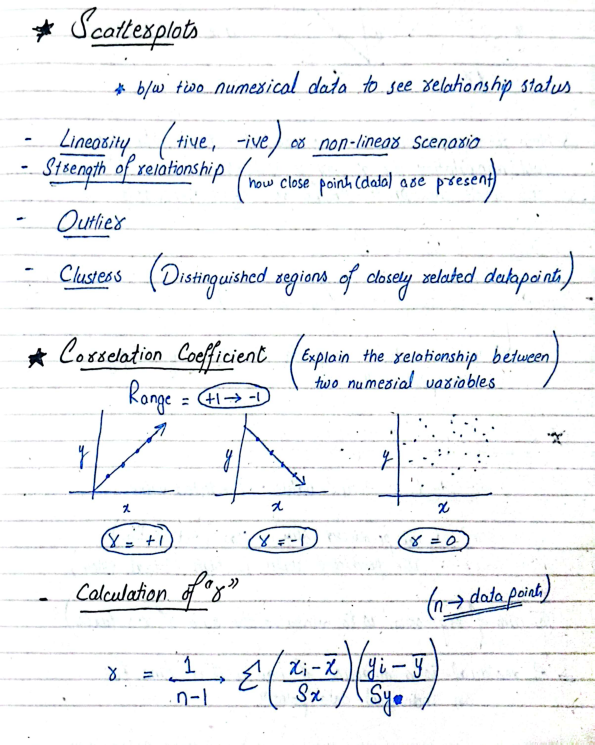 * Scatterplots
* b/w two numerical data to see relationship status
- Linearity (+ive, -ive) or non-linear scenario
- Strength of relationship (how close points (data) are present)
- Outlier
- Clusters (Distinguished regions of closely related datapoints)
* Correlation Coefficient (Explain the relationship between two numerial variables)
Range = +1 → -1
y y y
x x x
r = +1 r = -1 r = 0
- Calculation of "r" (n → data points)
r = 1/(n-1) Σ ((xi - x̄)/Sx) ((yi - ȳ)/Sy)